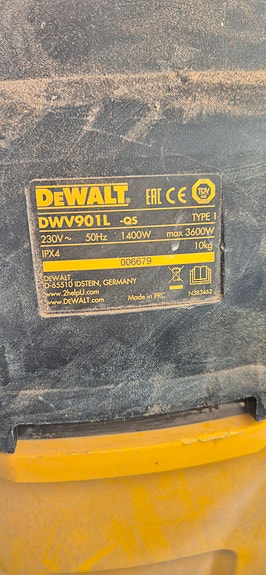 DEWALT® EAC CE TÜV
DWV901L -QS TYPE 1
230V~ 50Hz 1400W max 3600W
IPX4 10kg
006679
DEWALT,
D-65510 IDSTEIN, GERMANY
www.2helpU.com
www.DEWALT.com Made in PRC N383462